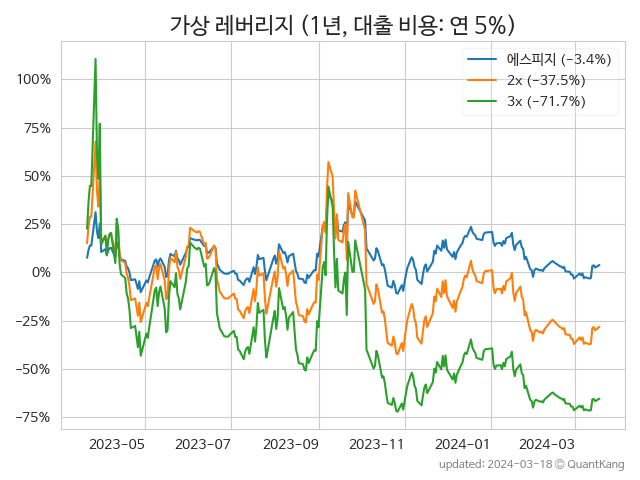 가상 레버리지 (1년, 대출 비용: 연 5%)
에스피지 (−3.4%)
2x (−37.5%)
3x (−71.7%)
100%
75%
50%
25%
0%
−25%
−50%
−75%
2023-05 2023-07 2023-09 2023-11 2024-01 2024-03
updated: 2024-03-18 © QuantKang